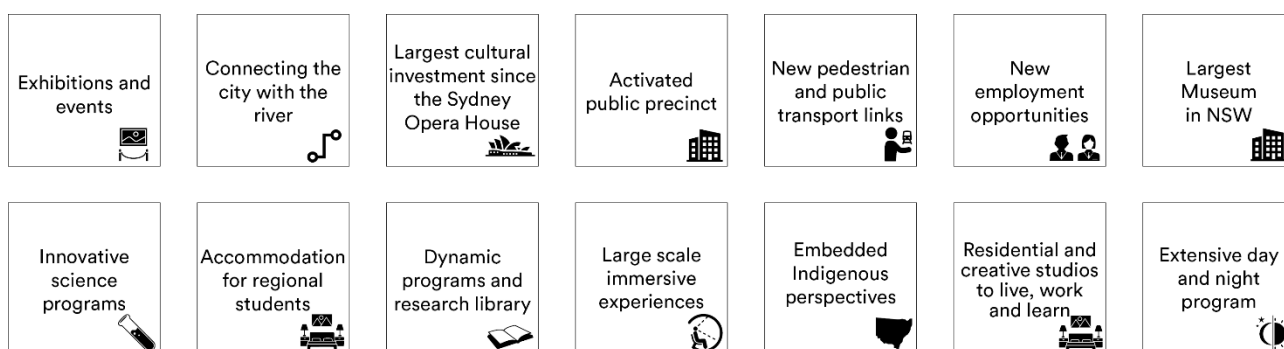 Exhibitions and
events
Connecting the
city with the
river
Largest cultural
investment since
the Sydney
Opera House
Activated
public precinct
New pedestrian
and public
transport links
New
employment
opportunities
Largest
Museum
in NSW
Innovative
science
programs
Accommodation
for regional
students
Dynamic
programs and
research library
Large scale
immersive
experiences
Embedded
Indigenous
perspectives
Residential and
creative studios
to live, work
and learn
Extensive day
and night
program